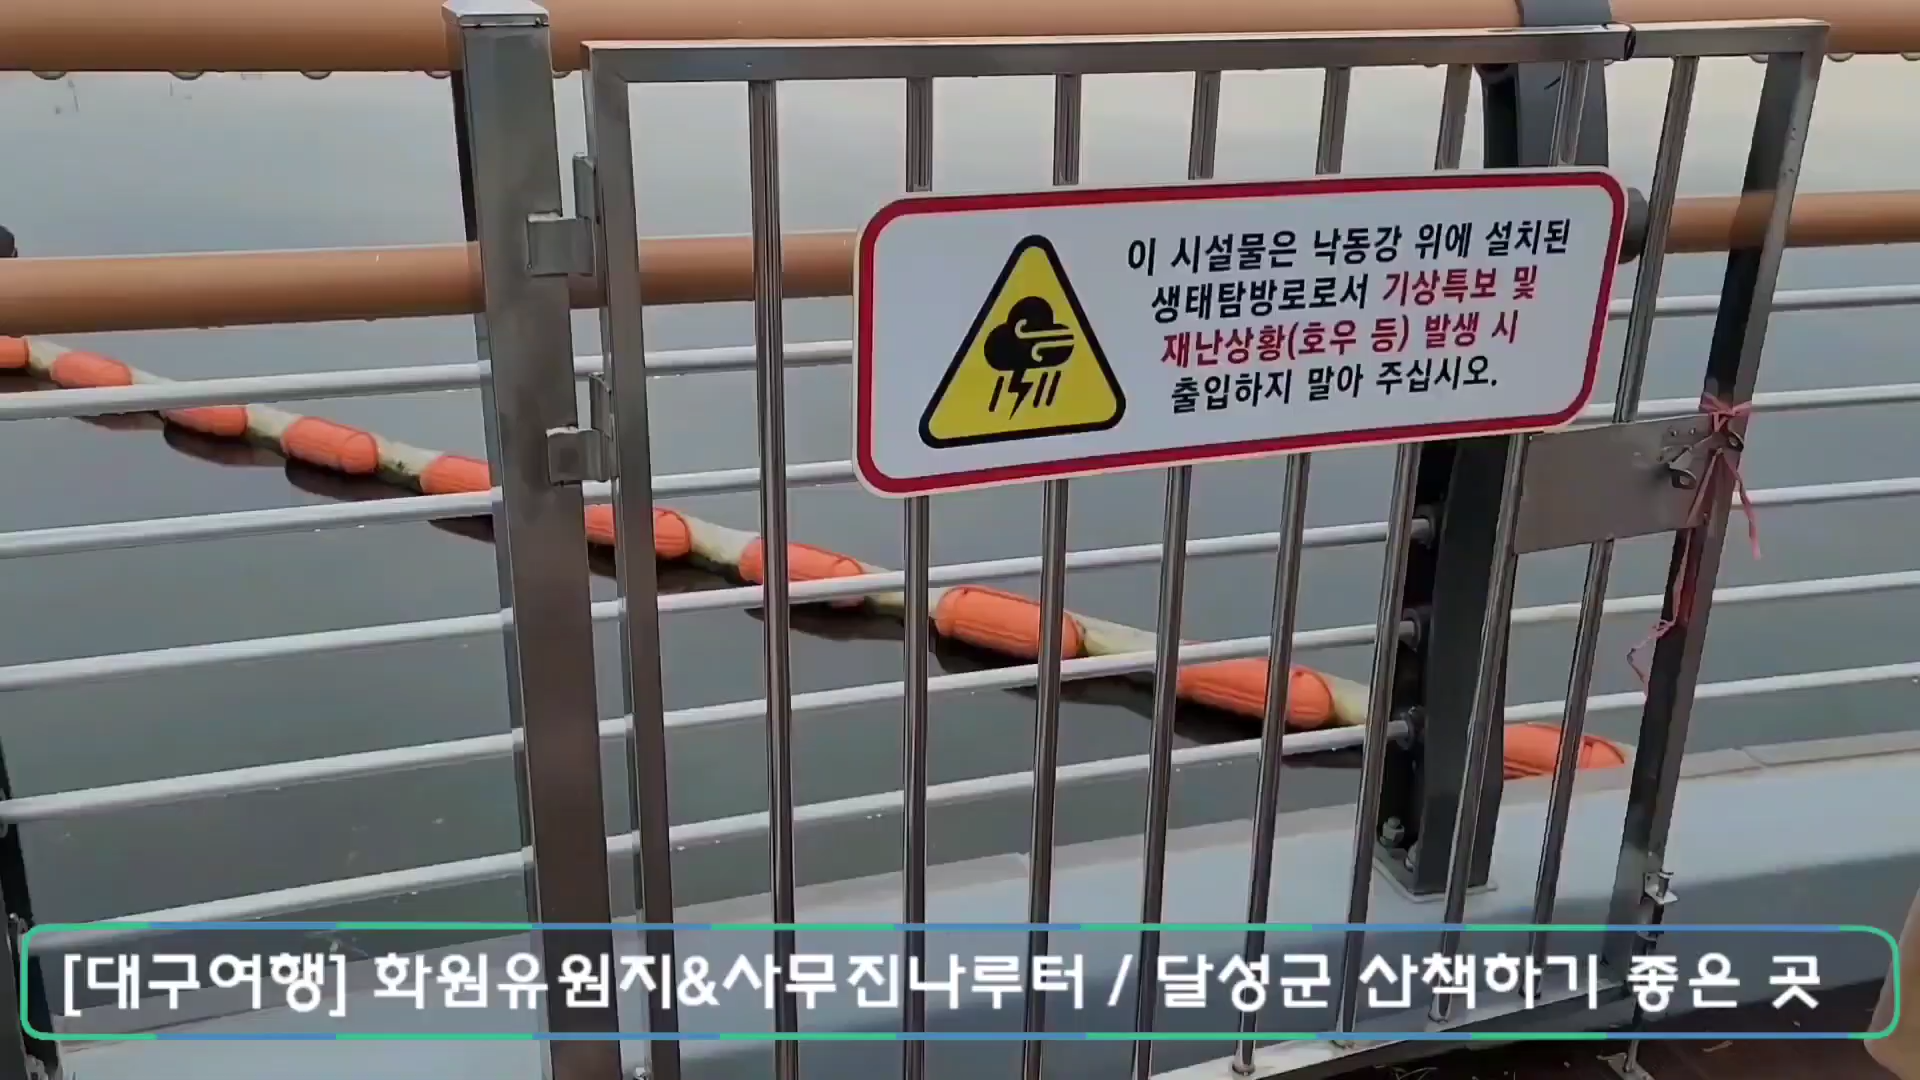 이 시설물은 낙동강 위에 설치된
생태탐방로로서 기상특보 및
재난상황(호우 등) 발생 시
출입하지 말아 주십시오.
[대구여행] 화원유원지&사무진나루터 / 달성군 산책하기 좋은 곳